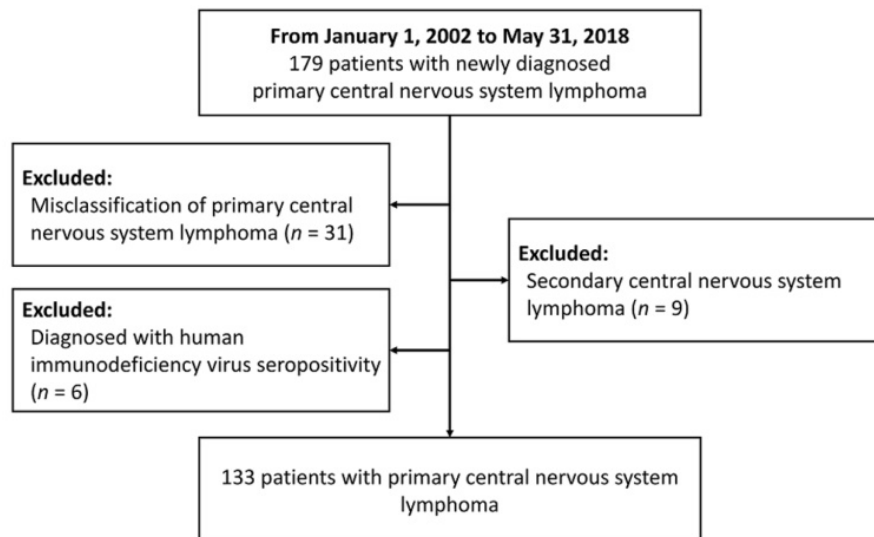 From January 1, 2002 to May 31, 2018
179 patients with newly diagnosed
primary central nervous system lymphoma
Excluded:
Misclassification of primary central
nervous system lymphoma (n = 31)
Excluded:
Secondary central nervous system
lymphoma (n = 9)
Excluded:
Diagnosed with human
immunodeficiency virus seropositivity
(n = 6)
133 patients with primary central nervous system
lymphoma